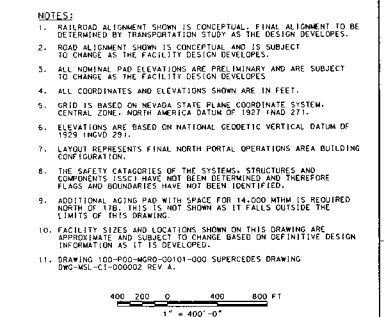 NOTES:
1. RAILROAD ALIGNMENT SHOWN IS CONCEPTUAL, FINAL ALIGNMENT TO BE
DETERMINED BY TRANSPORTATION STUDY AS THE DESIGN DEVELOPES.
2. ROAD ALIGNMENT SHOWN IS CONCEPTUAL AND IS SUBJECT
TO CHANGE AS THE FACILITY DESIGN DEVELOPES.
3. ALL NOMINAL PAD ELEVATIONS ARE PRELIMINARY AND ARE SUBJECT
TO CHANGE AS THE FACILITY DESIGN DEVELOPES
4. ALL COORDINATES AND ELEVATIONS SHOWN ARE IN FEET.
5. GRID IS BASED ON NEVADA STATE PLANE COORDINATE SYSTEM,
CENTRAL ZONE, NORTH AMERICA DATUM OF 1927 (NAD 27).
6. ELEVATIONS ARE BASED ON NATIONAL GEODETIC VERTICAL DATUM OF
1929 (NGVD 29).
7. LAYOUT REPRESENTS FINAL NORTH PORTAL OPERATIONS AREA BUILDING
CONFIGURATION.
8. THE SAFETY CATAGORIES OF THE SYSTEMS, STRUCTURES AND
COMPONENTS (SSC) HAVE NOT BEEN DETERMINED AND THEREFORE
FLAGS AND BOUNDARIES HAVE NOT BEEN IDENTIFIED.
9. ADDITIONAL AGING PAD WITH SPACE FOR 14,000 MTHM IS REQUIRED
NORTH OF 17B. THIS IS NOT SHOWN AS IT FALLS OUTSIDE THE
LIMITS OF THIS DRAWING.
10. FACILITY SIZES AND LOCATIONS SHOWN ON THIS DRAWING ARE
APPROXIMATE AND SUBJECT TO CHANGE BASED ON DEFINITIVE DESIGN
INFORMATION AS IT IS DEVELOPED.
11. DRAWING 100-P00-MGR0-00101-000 SUPERCEDES DRAWING
DWG-MSL-CI-000002 REV A.
400 200 0 400 800 FT
1" = 400'-0"